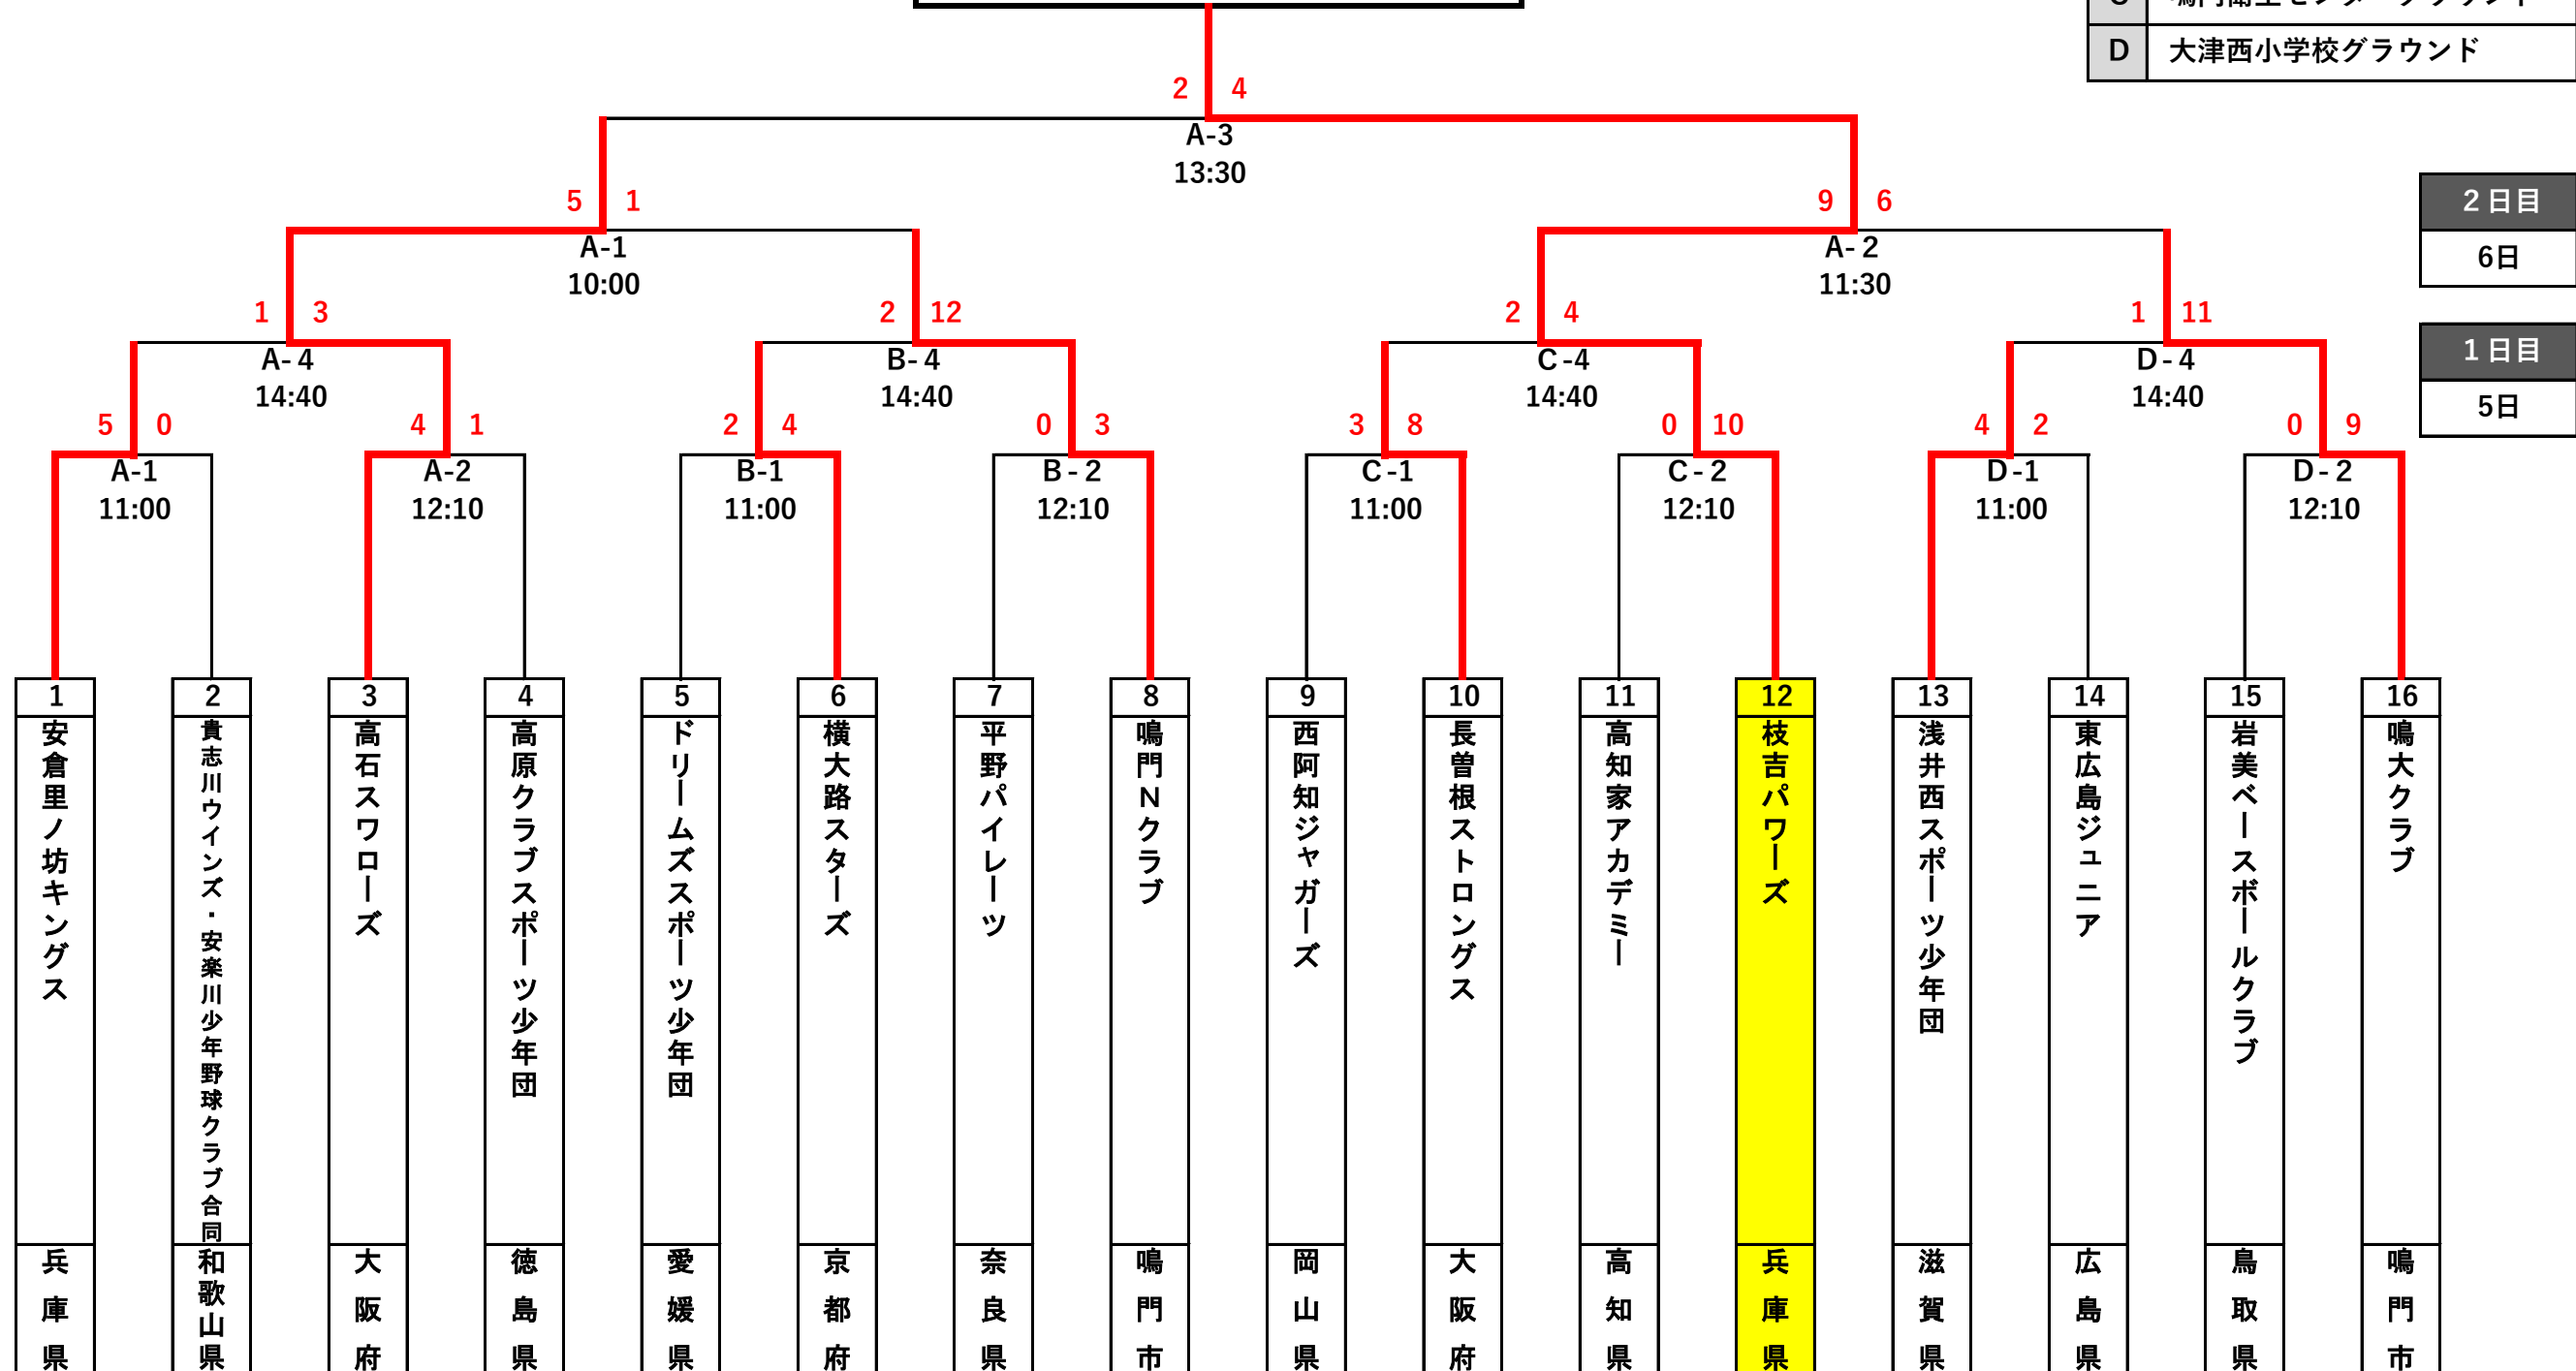 D 大津西小学校グラウンド
2 4
A-3
13:30
２日目
6日
5 1
A-1
10:00
9 6
A- 2
11:30
１日目
5日
1 3
A- 4
14:40
2 12
B- 4
14:40
2 4
C -4
14:40
1 11
D - 4
14:40
5 0
A-1
11:00
4 1
A-2
12:10
2 4
B-1
11:00
0 3
B - 2
12:10
3 8
C -1
11:00
0 10
C - 2
12:10
4 2
D -1
11:00
0 9
D - 2
12:10
1
安倉里ノ坊キングス
兵庫県
2
貴志川ウインズ・安楽川少年野球クラブ合同
和歌山県
3
高石スワローズ
大阪府
4
高原クラブスポーツ少年団
徳島県
5
ドリームズスポーツ少年団
愛媛県
6
横大路スターズ
京都府
7
平野パイレーツ
奈良県
8
鳴門Ｎクラブ
鳴門市
9
西阿知ジャガーズ
岡山県
10
長曽根ストロングス
大阪府
11
高知家アカデミー
高知県
12
枝吉パワーズ
兵庫県
13
浅井西スポーツ少年団
滋賀県
14
東広島ジュニア
広島県
15
岩美ベースボールクラブ
鳥取県
16
鳴大クラブ
鳴門市